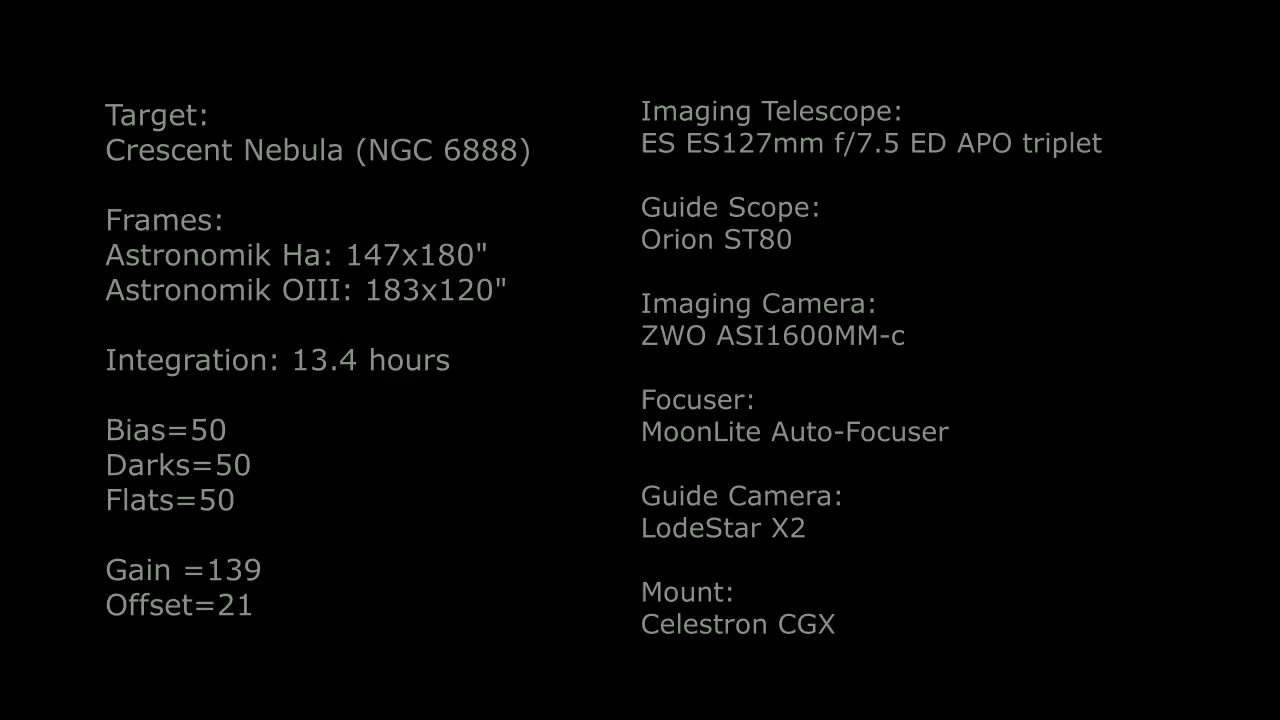 Target:
Crescent Nebula (NGC 6888)
Frames:
Astronomik Ha: 147x180"
Astronomik OIII: 183x120"
Integration: 13.4 hours
Bias=50
Darks=50
Flats=50
Gain =139
Offset=21
Imaging Telescope:
ES ES127mm f/7.5 ED APO triplet
Guide Scope:
Orion ST80
Imaging Camera:
ZWO ASI1600MM-c
Focuser:
MoonLite Auto-Focuser
Guide Camera:
LodeStar X2
Mount:
Celestron CGX